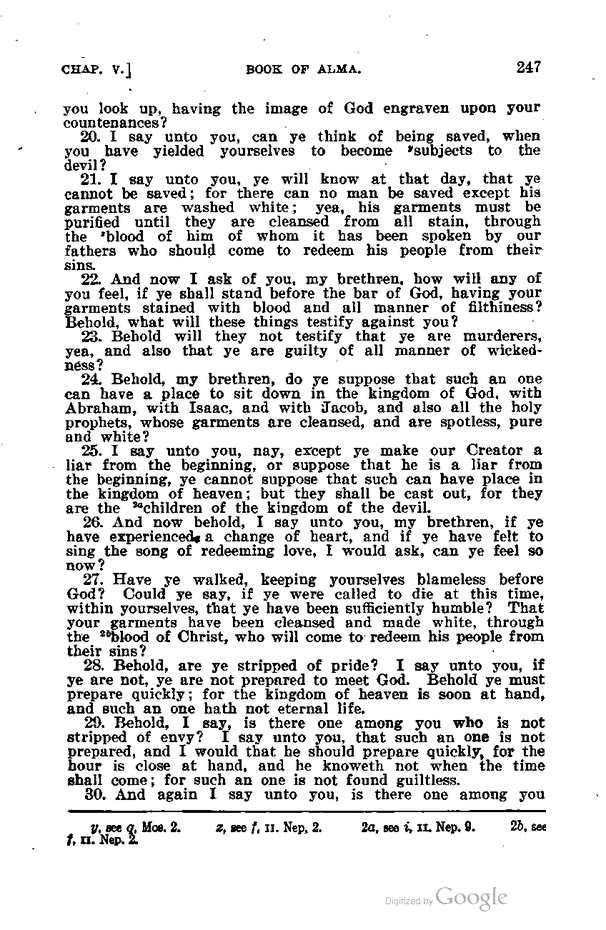 CHAP. V.] BOOK OF ALMA. 247
you look up, having the image of God engraven upon your
countenances?
20. I say unto you, can ye think of being saved, when
you have yielded yourselves to become ʸsubjects to the
devil?
21. I say unto you, ye will know at that day, that ye
cannot be saved; for there can no man be saved except his
garments are washed white; yea, his garments must be
purified until they are cleansed from all stain, through
the ᶻblood of him of whom it has been spoken by our
fathers who should come to redeem his people from their
sins.
22. And now I ask of you, my brethren, how will any of
you feel, if ye shall stand before the bar of God, having your
garments stained with blood and all manner of filthiness?
Behold, what will these things testify against you?
23. Behold will they not testify that ye are murderers,
yea, and also that ye are guilty of all manner of wicked-
ness?
24. Behold, my brethren, do ye suppose that such an one
can have a place to sit down in the kingdom of God, with
Abraham, with Isaac, and with Jacob, and also all the holy
prophets, whose garments are cleansed, and are spotless, pure
and white?
25. I say unto you, nay, except ye make our Creator a
liar from the beginning, or suppose that he is a liar from
the beginning, ye cannot suppose that such can have place in
the kingdom of heaven; but they shall be cast out, for they
are the ²ᵃchildren of the kingdom of the devil.
26. And now behold, I say unto you, my brethren, if ye
have experienced a change of heart, and if ye have felt to
sing the song of redeeming love, I would ask, can ye feel so
now?
27. Have ye walked, keeping yourselves blameless before
God? Could ye say, if ye were called to die at this time,
within yourselves, that ye have been sufficiently humble? That
your garments have been cleansed and made white, through
the ²ᵇblood of Christ, who will come to redeem his people from
their sins?
28. Behold, are ye stripped of pride? I say unto you, if
ye are not, ye are not prepared to meet God. Behold ye must
prepare quickly; for the kingdom of heaven is soon at hand,
and such an one hath not eternal life.
29. Behold, I say, is there one among you who is not
stripped of envy? I say unto you, that such an one is not
prepared, and I would that he should prepare quickly, for the
hour is close at hand, and he knoweth not when the time
shall come; for such an one is not found guiltless.
30. And again I say unto you, is there one among you
y, see q, Mos. 2. z, see f, II. Nep. 2. 2a, see i, II. Nep. 9. 2b, see
f, II. Nep. 2.
Digitized by Google